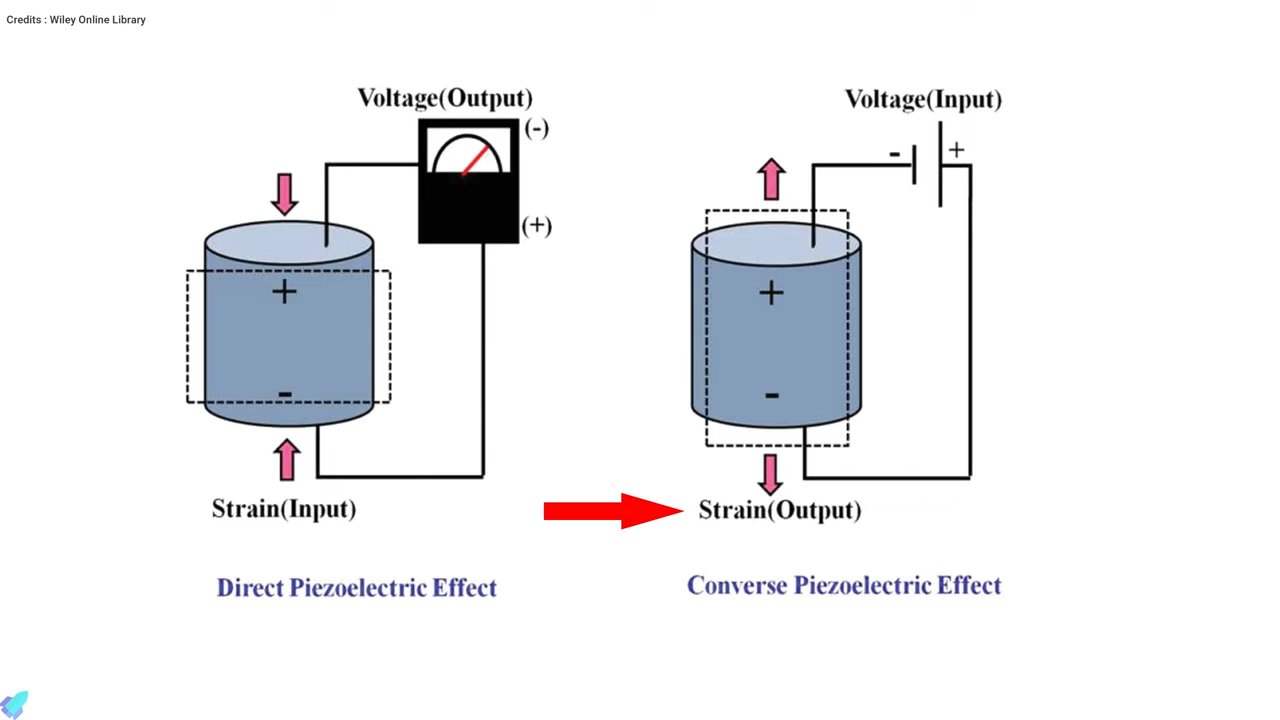 Credits : Wiley Online Library
Voltage(Output)
(-)
(+)
+
-
Strain(Input)
Direct Piezoelectric Effect
Voltage(Input)
- +
+
-
Strain(Output)
Converse Piezoelectric Effect